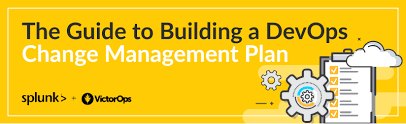 The Guide to Building a DevOps
Change Management Plan
splunk> + VictorOps